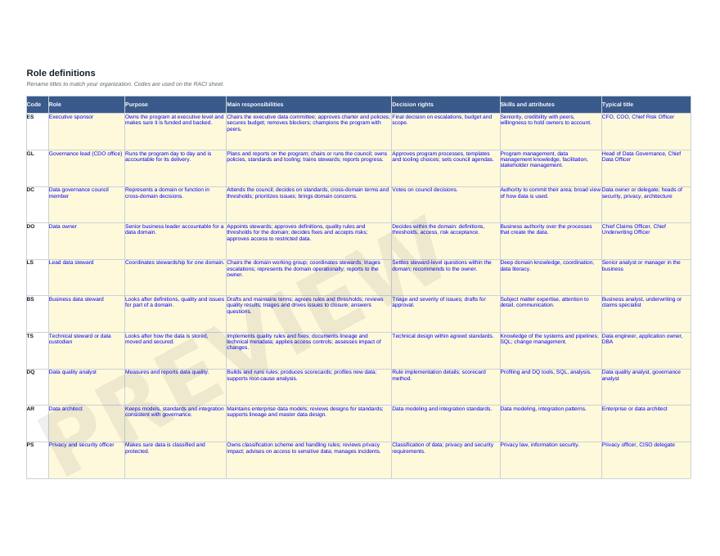 Role definitions
Rename titles to match your organization. Codes are used on the RACI sheet.
Code Role Purpose Main responsibilities Decision rights Skills and attributes Typical title
ES Executive sponsor Owns the program at executive level and Chairs the executive data committee; approves charter and policies; Final decision on escalations, budget and Seniority, credibility with peers, CFO, COO, Chief Risk Officer
makes sure it is funded and backed. secures budget; removes blockers; champions the program with scope. willingness to hold owners to account.
peers.
GL Governance lead (CDO office) Runs the program day to day and is Plans and reports on the program; chairs or runs the council; owns Approves program processes, templates Program management, data Head of Data Governance, Chief
accountable for its delivery. policies, standards and tooling; trains stewards; reports progress. and tooling choices; sets council agendas. management knowledge, facilitation, Data Officer
stakeholder management.
DC Data governance council Represents a domain or function in Attends the council; decides on standards, cross-domain terms and Votes on council decisions. Authority to commit their area; broad view Data owner or delegate; heads of
member cross-domain decisions. thresholds; prioritizes issues; brings domain concerns. of how data is used. security, privacy, architecture
DO Data owner Senior business leader accountable for a Appoints stewards; approves definitions, quality rules and Decides within the domain: definitions, Business authority over the processes Chief Claims Officer, Chief
data domain. thresholds for the domain; decides fixes and accepts risks; thresholds, access, risk acceptance. that create the data. Underwriting Officer
approves access to restricted data.
LS Lead data steward Coordinates stewardship for one domain. Chairs the domain working group; coordinates stewards; triages Settles steward-level questions within the Deep domain knowledge, coordination, Senior analyst or manager in the
escalations; represents the domain operationally; reports to the domain; recommends to the owner. data literacy. business
owner.
BS Business data steward Looks after definitions, quality and issues Drafts and maintains terms; agrees rules and thresholds; reviews Triage and severity of issues; drafts for Subject matter expertise, attention to Business analyst, underwriting or
for part of a domain. quality results; triages and drives issues to closure; answers approval. detail, communication. claims specialist
questions.
TS Technical steward or data Looks after how the data is stored, Implements quality rules and fixes; documents lineage and Technical design within agreed standards. Knowledge of the systems and pipelines; Data engineer, application owner,
custodian moved and secured. technical metadata; applies access controls; assesses impact of SQL; change management. DBA
changes.
DQ Data quality analyst Measures and reports data quality. Builds and runs rules; produces scorecards; profiles new data; Rule implementation details; scorecard Profiling and DQ tools, SQL, analysis. Data quality analyst, governance
supports root-cause analysis. method. analyst
AR Data architect Keeps models, standards and integration Maintains enterprise data models; reviews designs for standards; Data modeling and integration standards. Data modeling, integration patterns. Enterprise or data architect
consistent with governance. supports lineage and master data design.
PS Privacy and security officer Makes sure data is classified and Owns classification scheme and handling rules; reviews privacy Classification of data; privacy and security Privacy law, information security. Privacy officer, CISO delegate
protected. impact; advises on access to sensitive data; manages incidents. requirements.
PREVIEW